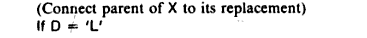 (Connect parent of X to its replacement)
If D = 'L'